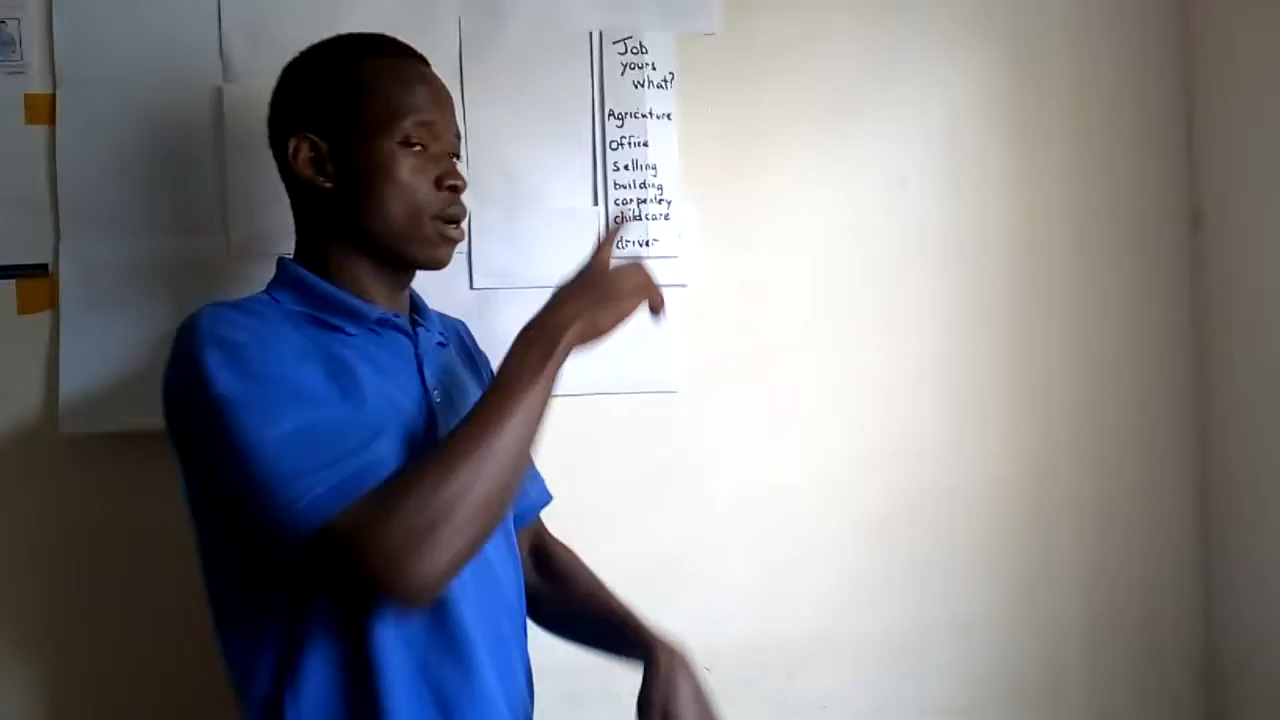 Job
yours
what?
Agriculture
office
selling
building
carpentry
childcare
driver